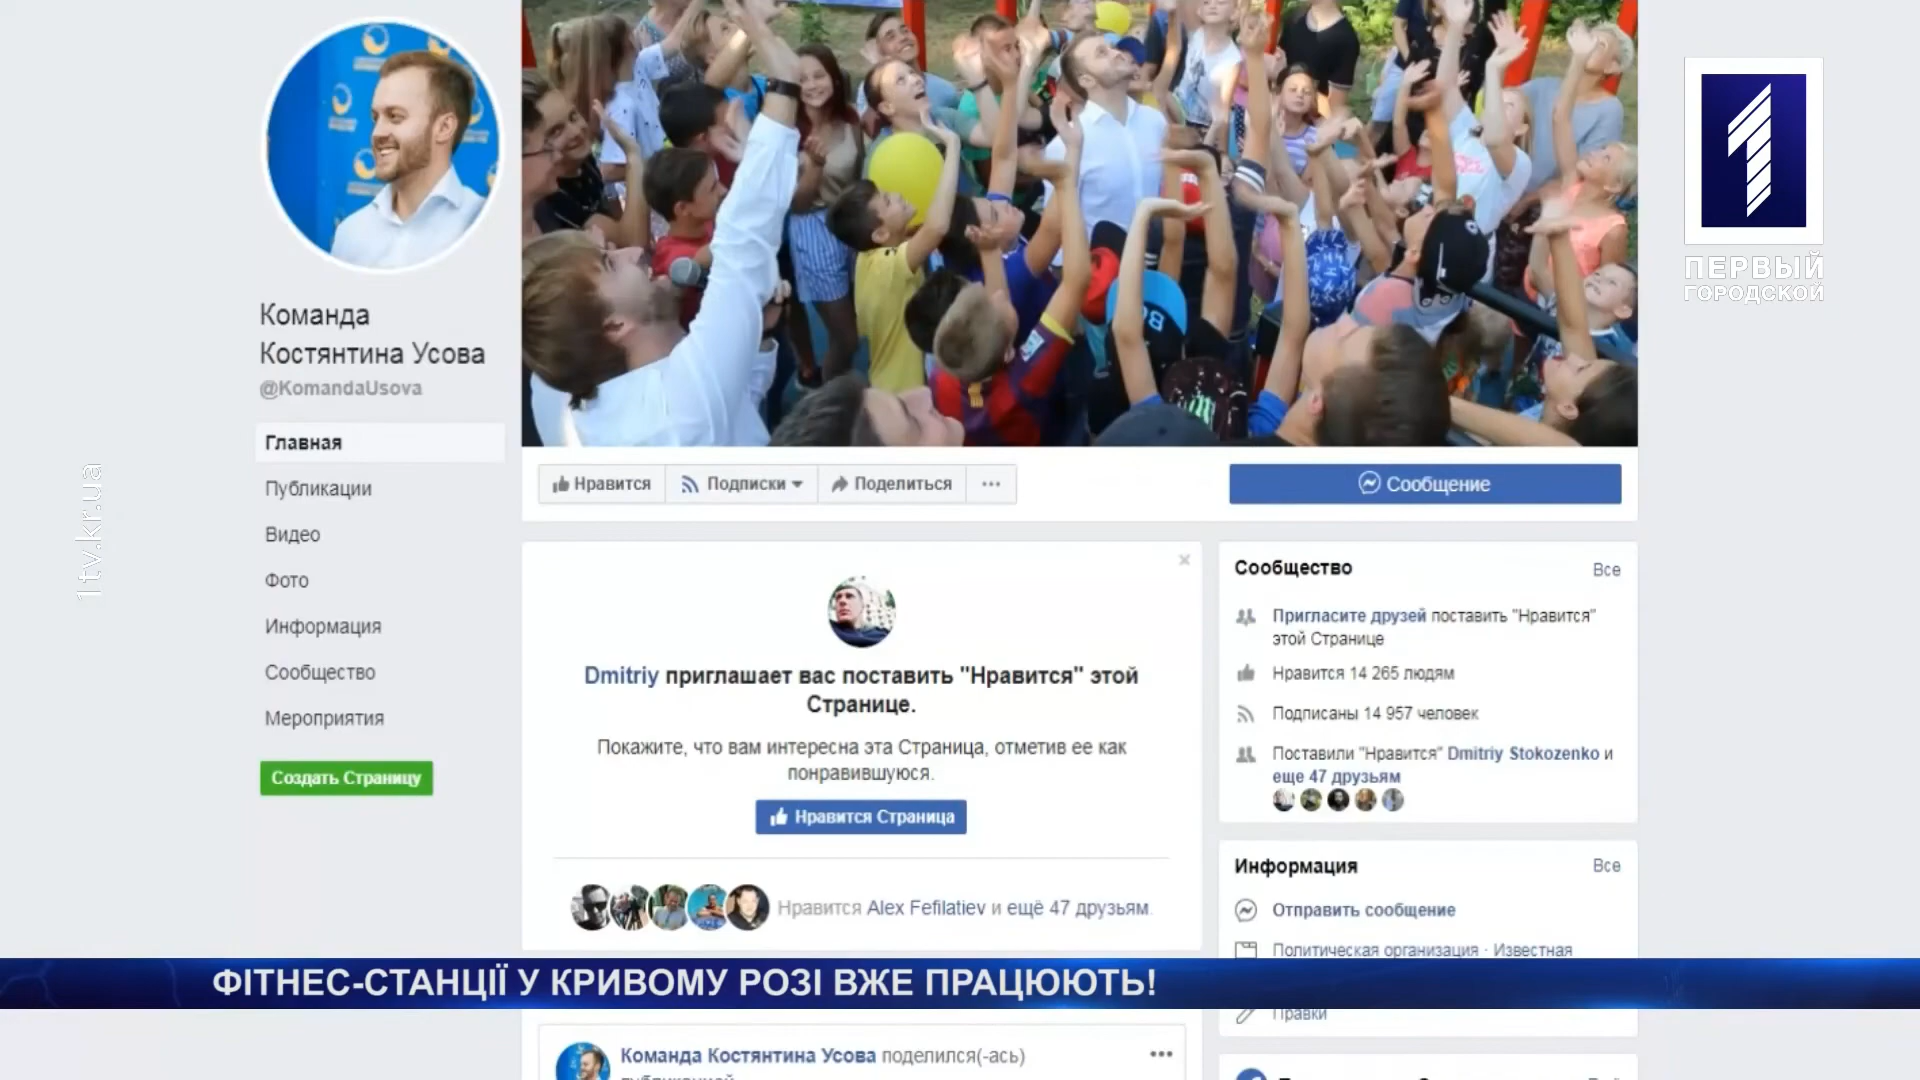 Команда
Костянтина Усова
@KomandaUsova
Главная
Публикации
Видео
Фото
Информация
Сообщество
Мероприятия
Создать Страницу
1tv.kr.ua
Нравится
Подписки
Поделиться
Сообщение
Dmitriy приглашает вас поставить "Нравится" этой
Странице.
Покажите, что вам интересна эта Страница, отметив ее как
понравившуюся.
Нравится Страница
Нравится Alex Fefilatiev и ещё 47 друзьям.
Сообщество
Все
Пригласите друзей поставить "Нравится"
этой Странице
Нравится 14 265 людям
Подписаны 14 957 человек
Поставили "Нравится" Dmitriy Stokozenko и
еще 47 друзьям
Информация
Все
Отправить сообщение
Политическая организация · Известная
Правки
ПЕРВЫЙ
ГОРОДСКОЙ
ФІТНЕС-СТАНЦІЇ У КРИВОМУ РОЗІ ВЖЕ ПРАЦЮЮТЬ!
Команда Костянтина Усова поделился(-ась)